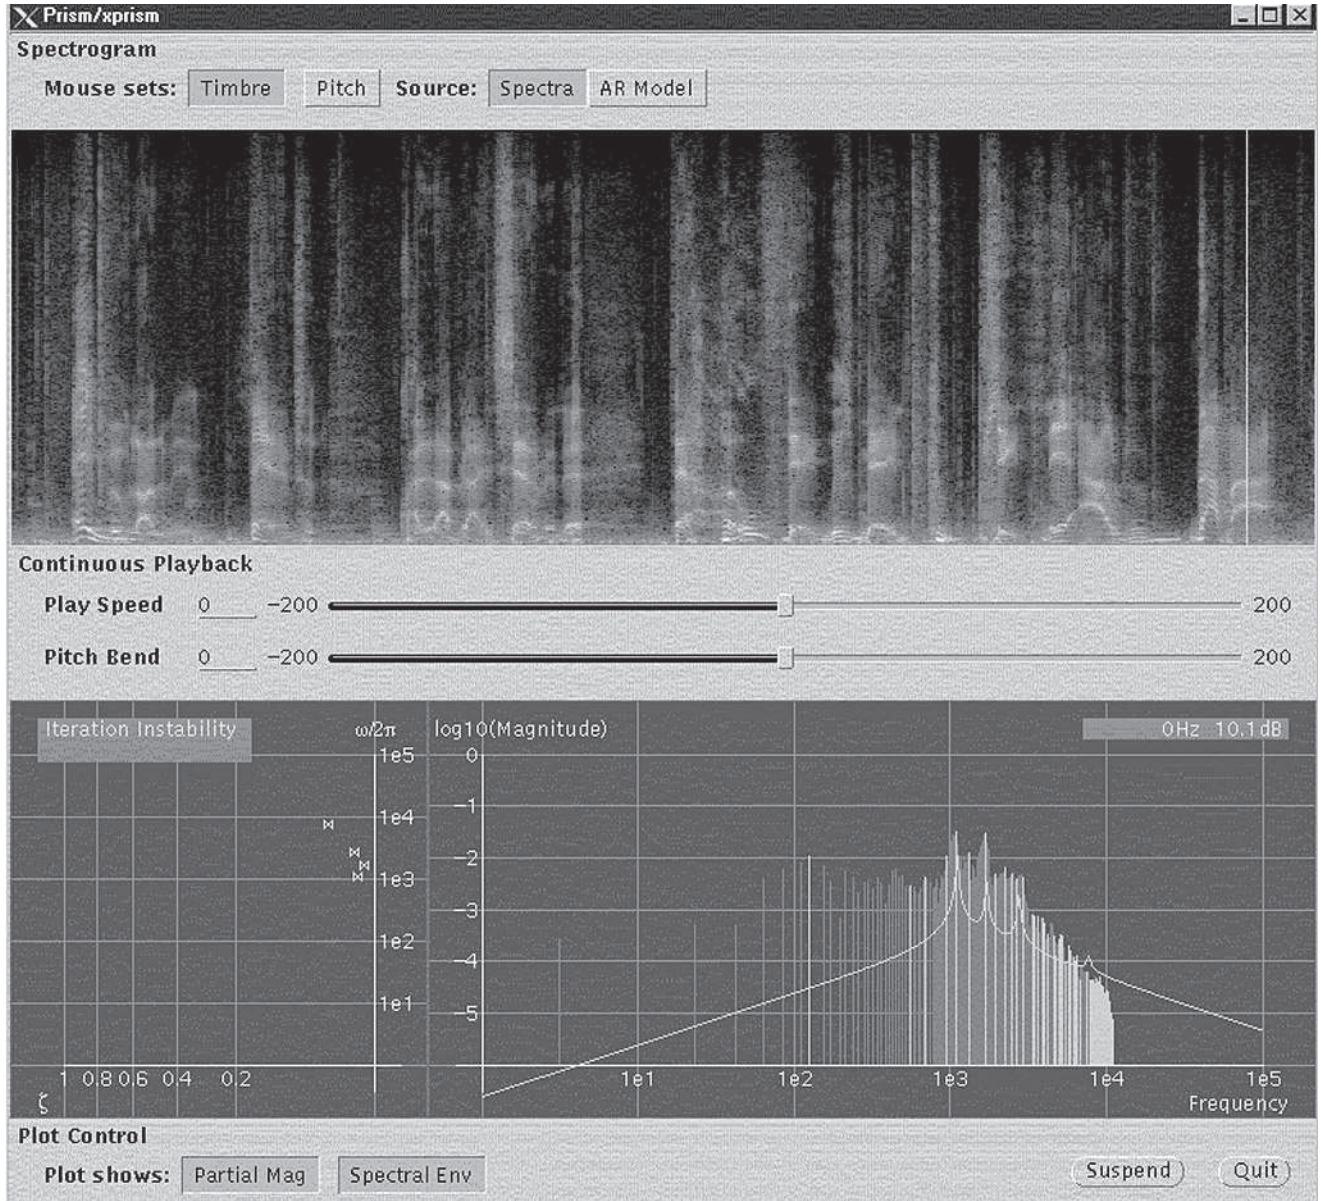 Prism/xprism
Spectrogram
Mouse sets: Timbre Pitch Source: Spectra AR Model
Continuous Playback
Play Speed 0 -200 200
Pitch Bend 0 -200 200
Iteration Instability ω/2π log10(Magnitude) 0Hz 10.1dB
1e5 0
-1
1e4
-2
1e3
-3
1e2
-4
1e1
-5
1 0.8 0.6 0.4 0.2 1e1 1e2 1e3 1e4 1e5
ζ Frequency
Plot Control
Plot shows: Partial Mag Spectral Env Suspend Quit